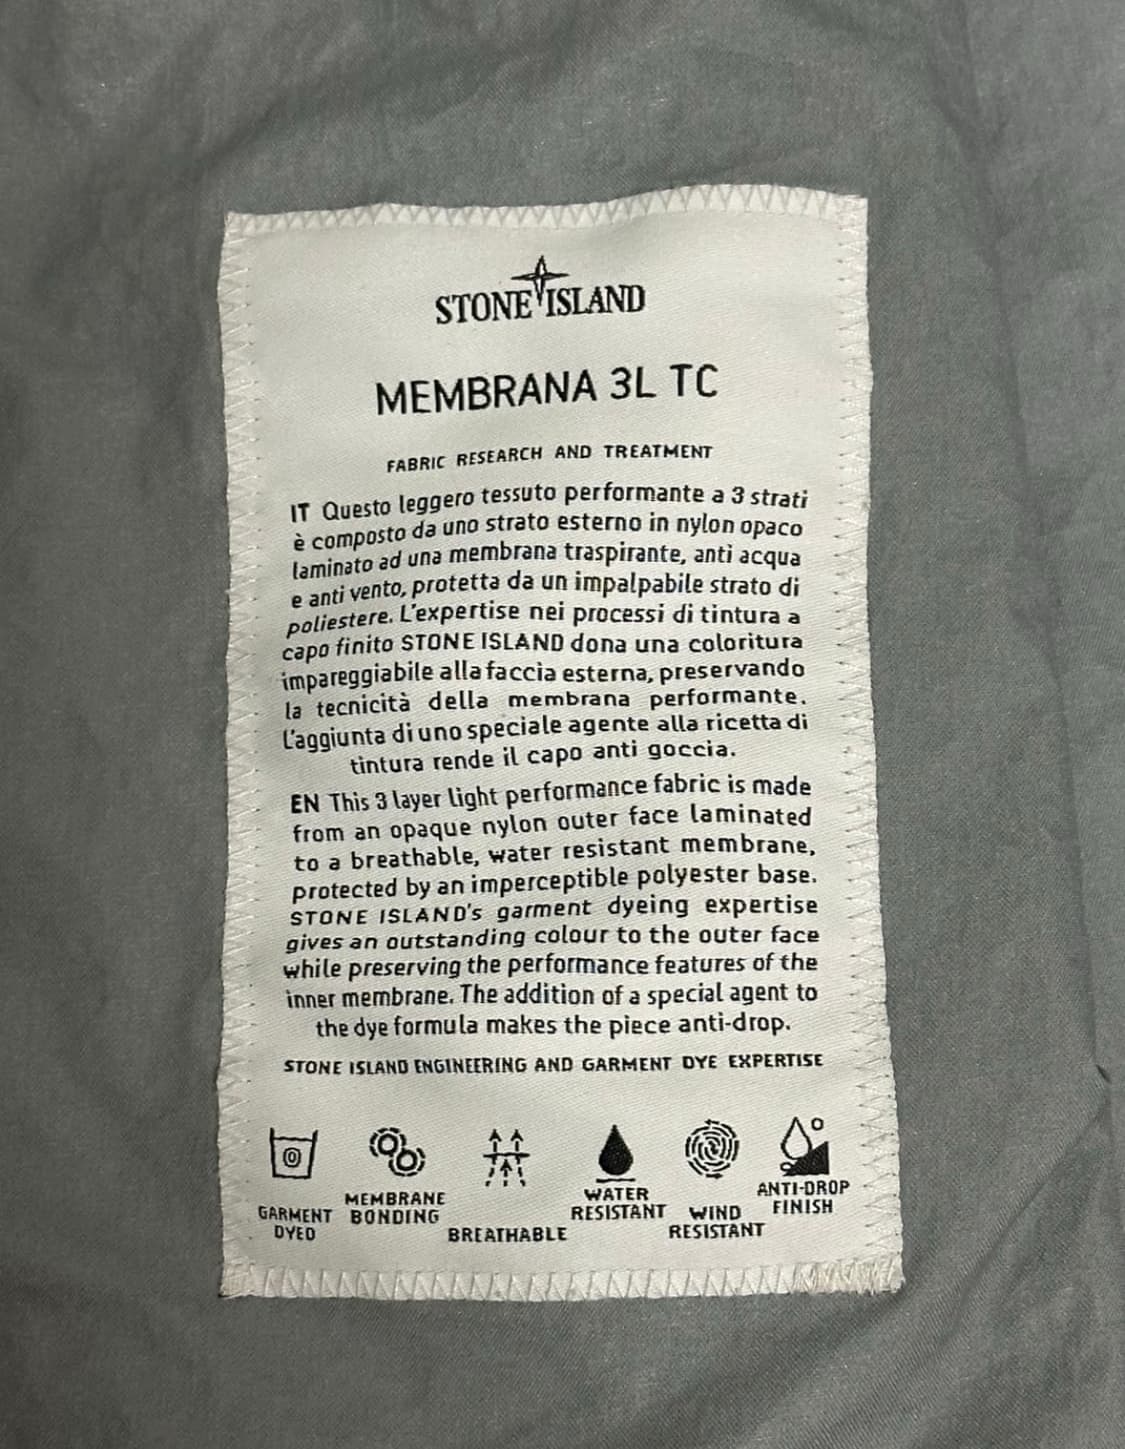 STONE ISLAND
MEMBRANA 3L TC
FABRIC RESEARCH AND TREATMENT
IT Questo leggero tessuto performante a 3 strati
è composto da uno strato esterno in nylon opaco
laminato ad una membrana traspirante, anti acqua
e anti vento, protetta da un impalpabile strato di
poliestere. L'expertise nei processi di tintura a
capo finito STONE ISLAND dona una coloritura
impareggiabile alla faccia esterna, preservando
la tecnicità della membrana performante.
L'aggiunta di uno speciale agente alla ricetta di
tintura rende il capo anti goccia.
EN This 3 layer light performance fabric is made
from an opaque nylon outer face laminated
to a breathable, water resistant membrane,
protected by an imperceptible polyester base.
STONE ISLAND's garment dyeing expertise
gives an outstanding colour to the outer face
while preserving the performance features of the
inner membrane. The addition of a special agent to
the dye formula makes the piece anti-drop.
STONE ISLAND ENGINEERING AND GARMENT DYE EXPERTISE
GARMENT
DYED
MEMBRANE
BONDING
BREATHABLE
WATER
RESISTANT
WIND
RESISTANT
ANTI-DROP
FINISH